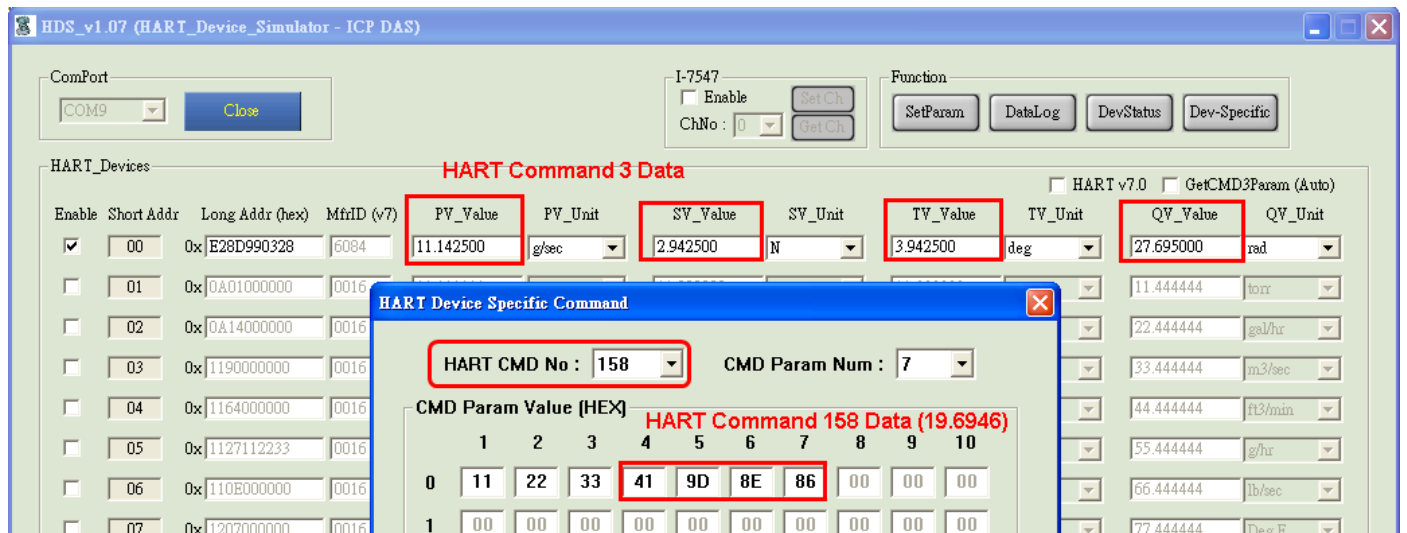 HDS_v1.07 (HART_Device_Simulator - ICP DAS)
ComPort
COM9 Close
I-7547
Enable Set Ch
ChNo : 0 Get Ch
Function
SetParam DataLog DevStatus Dev-Specific
HART_Devices
HART Command 3 Data
HART v7.0 GetCMD3Param (Auto)
Enable Short Addr Long Addr (hex) MfrID (v7) PV_Value PV_Unit SV_Value SV_Unit TV_Value TV_Unit QV_Value QV_Unit
00 0x E28D990328 6084 11.142500 g/sec 2.942500 N 3.942500 deg 27.695000 rad
01 0x 0A01000000 0016 11.444444 torr
02 0x 0A14000000 0016 22.444444 gal/hr
03 0x 1190000000 0016 33.444444 m3/sec
04 0x 1164000000 0016 44.444444 ft3/min
05 0x 1127112233 0016 55.444444 g/hr
06 0x 110E000000 0016 66.444444 lb/sec
07 0x 1207000000 0016 77.444444 Deg F
HART Device Specific Command
HART CMD No : 158 CMD Param Num : 7
CMD Param Value (HEX)
HART Command 158 Data (19.6946)
1 2 3 4 5 6 7 8 9 10
0 11 22 33 41 9D 8E 86 00 00 00
1 00 00 00 00 00 00 00 00 00 00